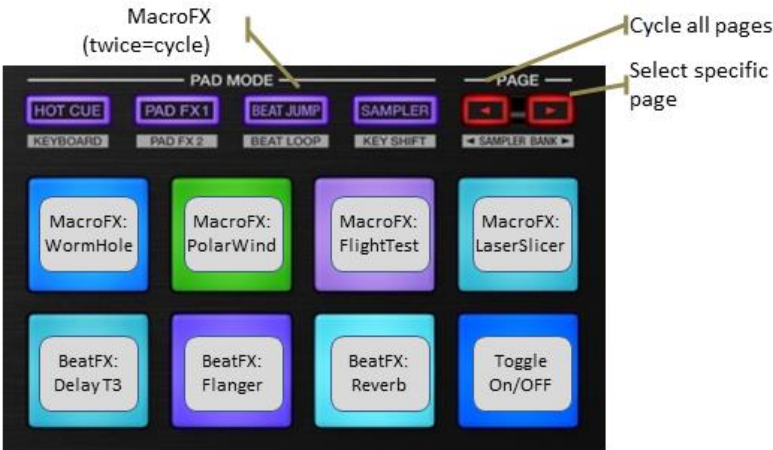 MacroFX
(twice=cycle)
Cycle all pages
Select specific
page
PAD MODE
PAGE
HOT CUE
PAD FX1
BEAT JUMP
SAMPLER
◄
►
KEYBOARD
PAD FX 2
BEAT LOOP
KEY SHIFT
◄ SAMPLER BANK ►
MacroFX:
WormHole
MacroFX:
PolarWind
MacroFX:
FlightTest
MacroFX:
LaserSlicer
BeatFX:
Delay T3
BeatFX:
Flanger
BeatFX:
Reverb
Toggle
On/OFF